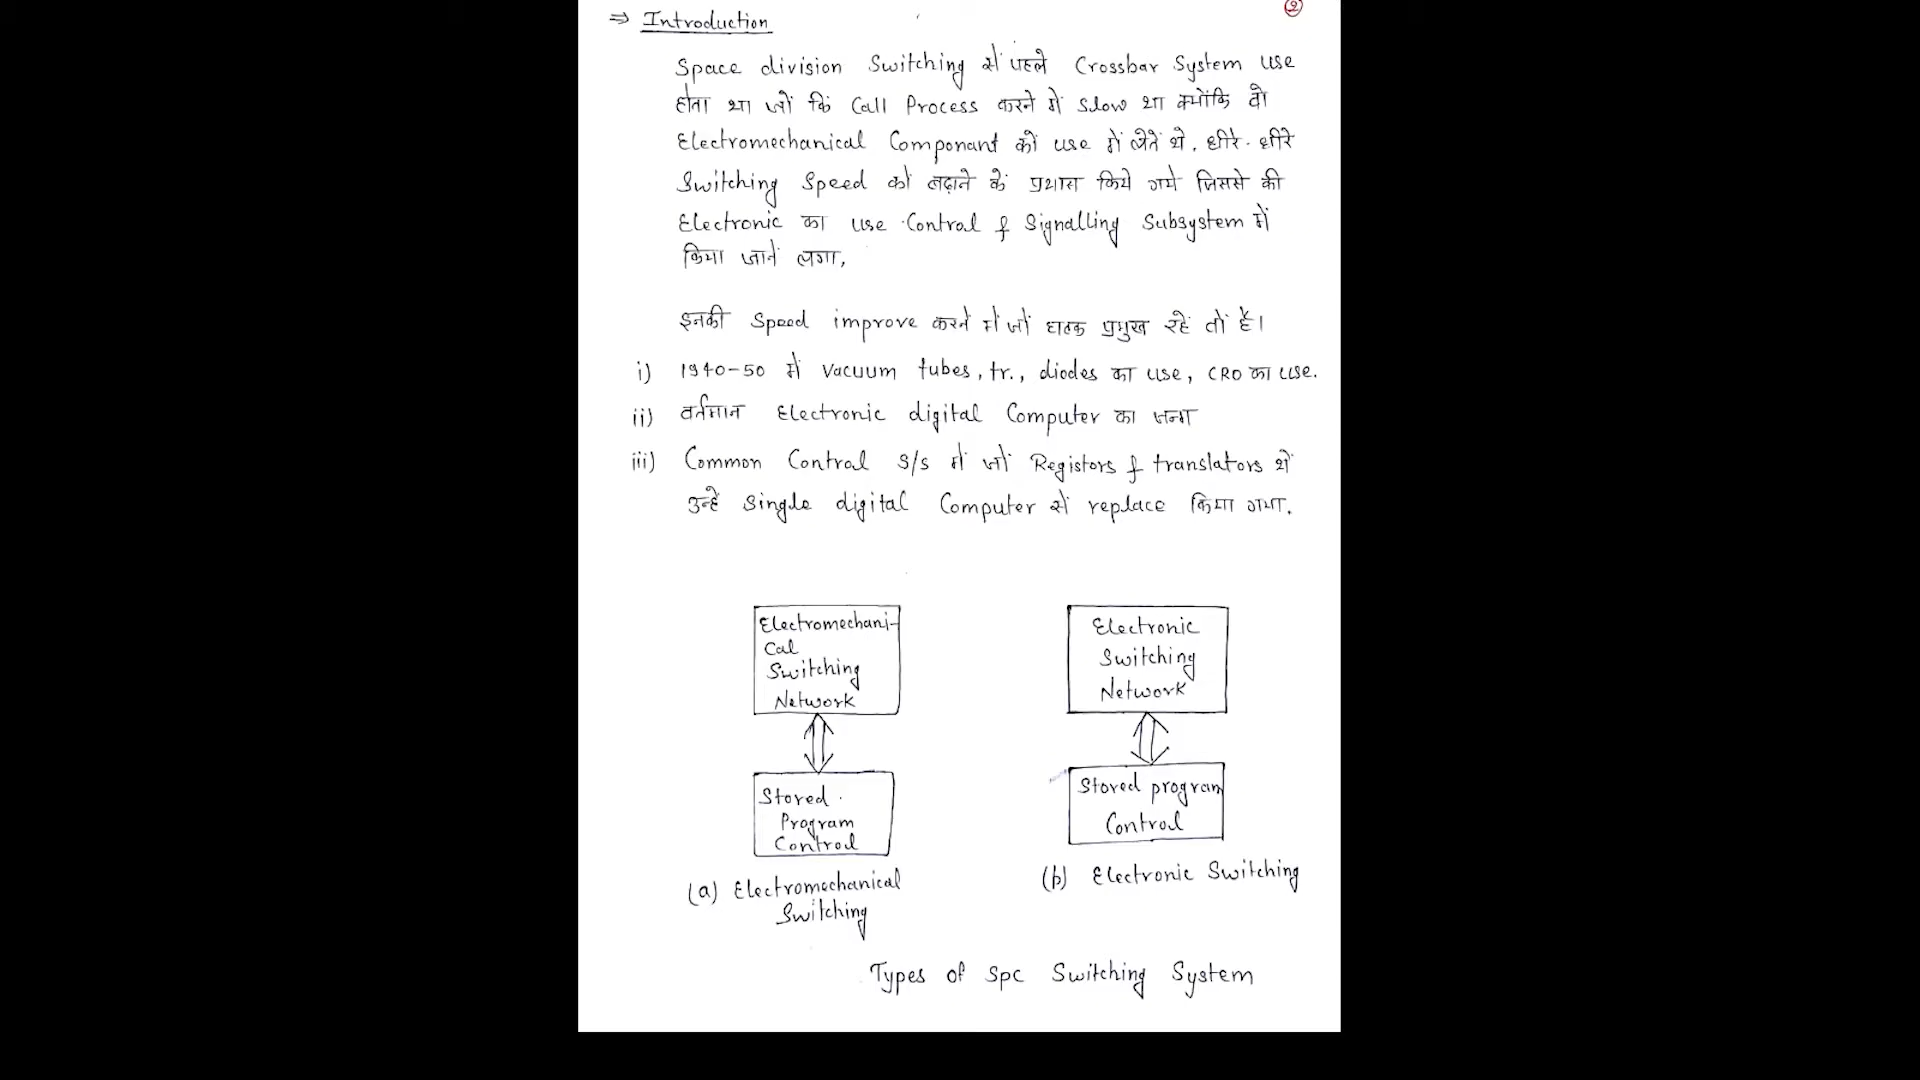 ②
⇒ Introduction
Space division Switching से पहले Crossbar System use
होता था जो कि Call Process करने में slow था क्योंकि वो
Electromechanical Componant को use में लेते थे. धीरे-धीरे
Switching Speed को बढ़ाने के प्रयास किये गये जिससे की
Electronic का use Control & Signalling Subsystem में
किया जाने लगा,
इनकी Speed improve करने में जो घटक प्रमुख रहे वो है।
i) 1940-50 में Vacuum tubes, tr., diodes का use, CRO का use.
ii) वर्तमान Electronic digital Computer का जन्म
iii) Common Control S/S में जो Registors & translators थे
उन्हे Single digital Computer से replace किया गया.
Electromechani-
Cal
Switching
Network
Stored
Program
Control
(a) Electromechanical
Switching
Electronic
Switching
Network
Stored program
Control
(b) Electronic Switching
Types of Spc Switching System